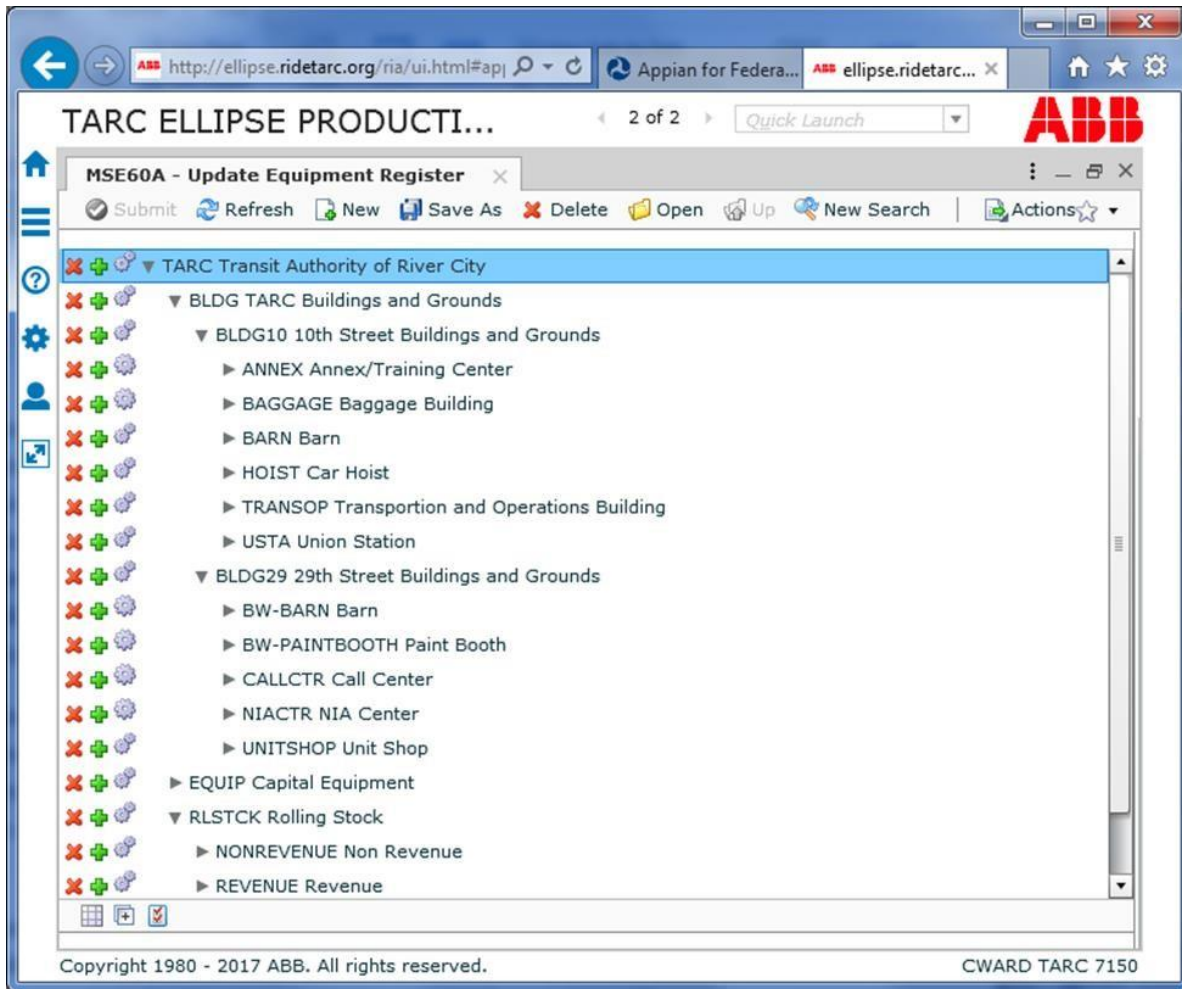 ABB http://ellipse.ridetarc.org/ria/ui.html#app Appian for Federa... ABB ellipse.ridetarc...
TARC ELLIPSE PRODUCTI... 2 of 2 Quick Launch ABB
MSE60A - Update Equipment Register
Submit Refresh New Save As Delete Open Up New Search Actions
TARC Transit Authority of River City
BLDG TARC Buildings and Grounds
BLDG10 10th Street Buildings and Grounds
ANNEX Annex/Training Center
BAGGAGE Baggage Building
BARN Barn
HOIST Car Hoist
TRANSOP Transportion and Operations Building
USTA Union Station
BLDG29 29th Street Buildings and Grounds
BW-BARN Barn
BW-PAINTBOOTH Paint Booth
CALLCTR Call Center
NIACTR NIA Center
UNITSHOP Unit Shop
EQUIP Capital Equipment
RLSTCK Rolling Stock
NONREVENUE Non Revenue
REVENUE Revenue
Copyright 1980 - 2017 ABB. All rights reserved. CWARD TARC 7150